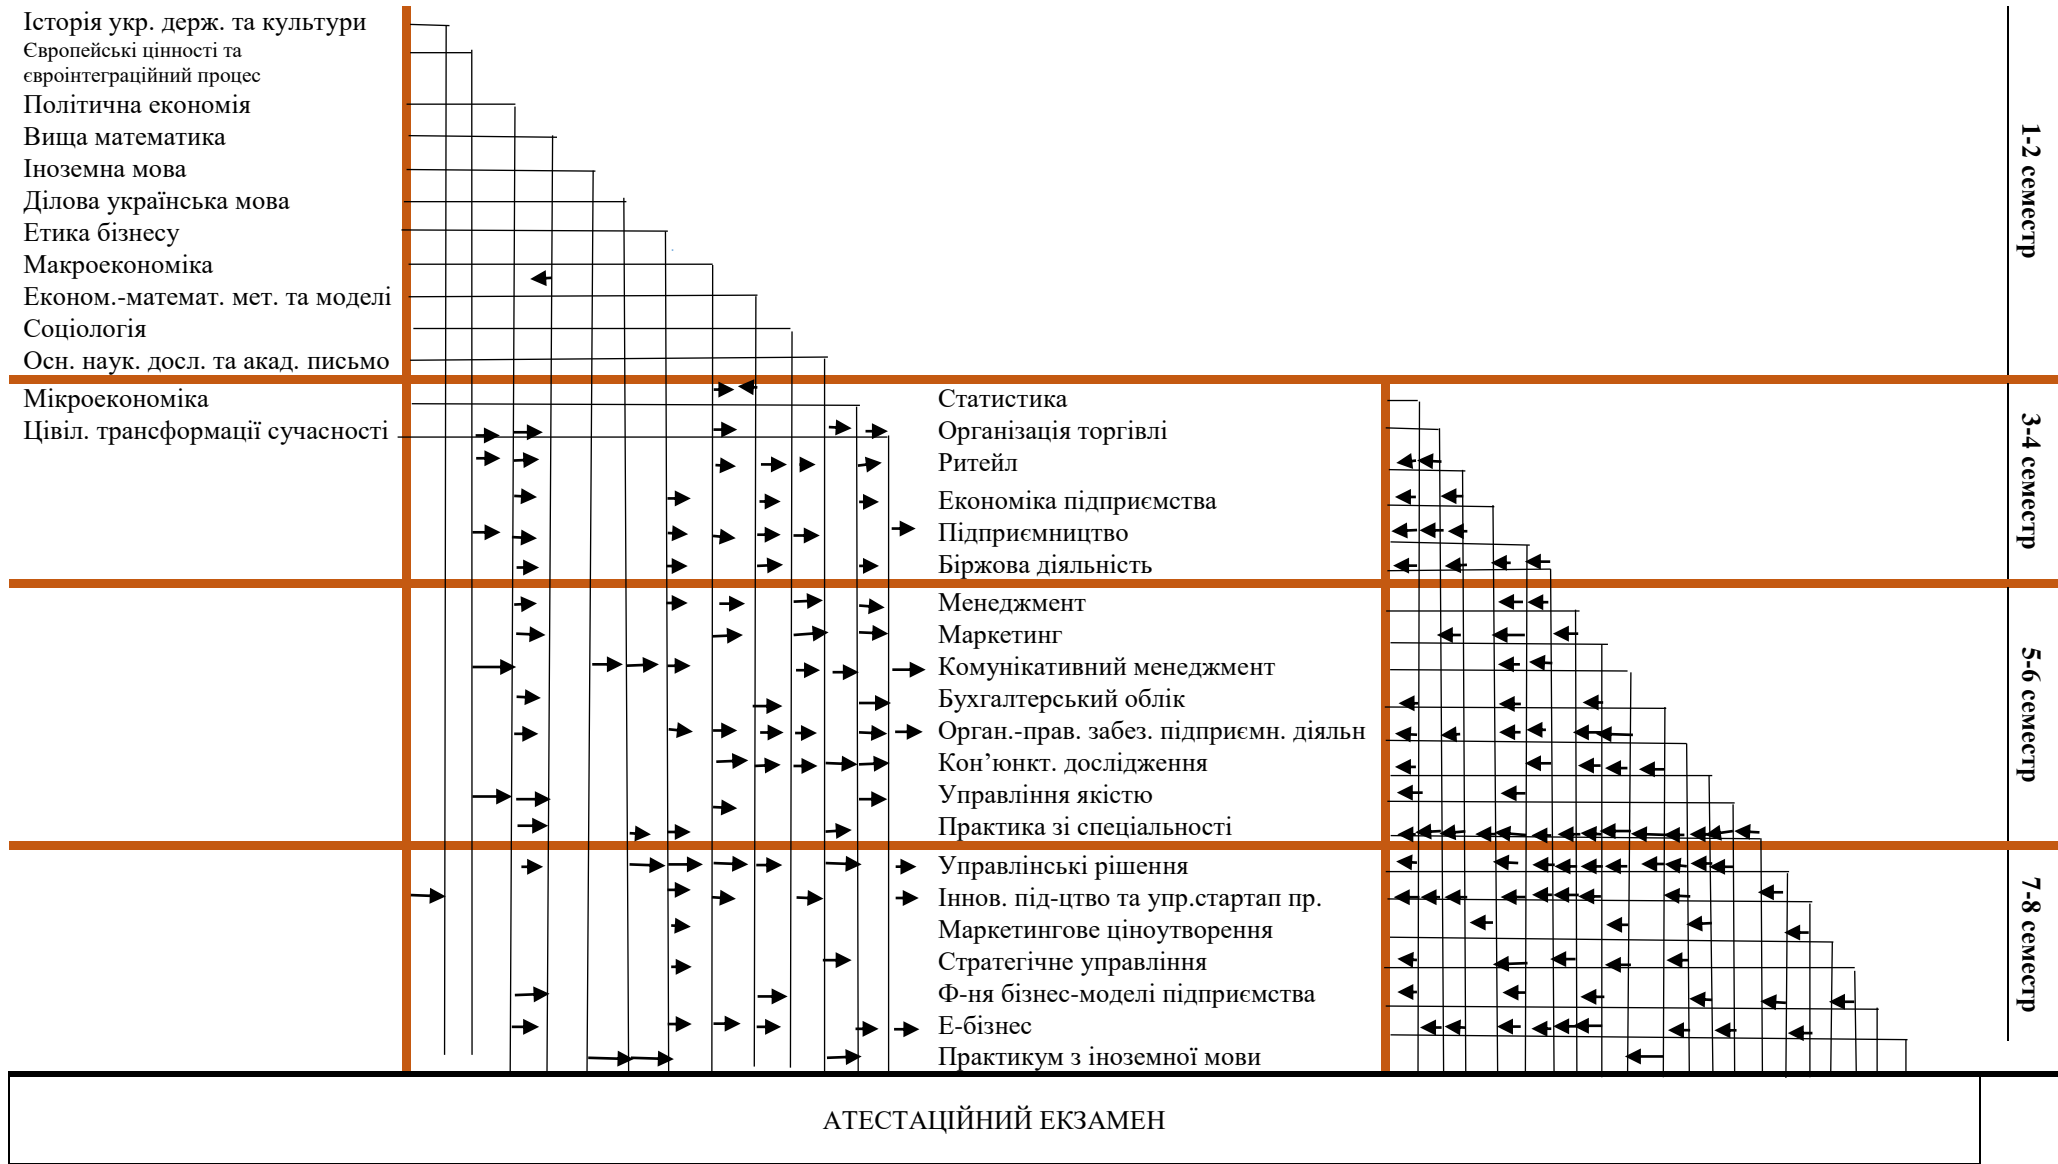 Історія укр. держ. та культури
Європейські цінності та
євроінтеграційний процес
Політична економія
Вища математика
Іноземна мова
Ділова українська мова
Етика бізнесу
Макроекономіка
Економ.-математ. мет. та моделі
Соціологія
Осн. наук. досл. та акад. письмо
1-2 семестр
Мікроекономіка
Цівіл. трансформації сучасності
Статистика
Організація торгівлі
Ритейл
Економіка підприємства
Підприємництво
Біржова діяльність
3-4 семестр
Менеджмент
Маркетинг
Комунікативний менеджмент
Бухгалтерський облік
Орган.-прав. забез. підприємн. діяльн
Кон’юнкт. дослідження
Управління якістю
Практика зі спеціальності
5-6 семестр
Управлінські рішення
Іннов. під-цтво та упр.стартап пр.
Маркетингове ціноутворення
Стратегічне управління
Ф-ня бізнес-моделі підприємства
Е-бізнес
Практикум з іноземної мови
7-8 семестр
АТЕСТАЦІЙНИЙ ЕКЗАМЕН